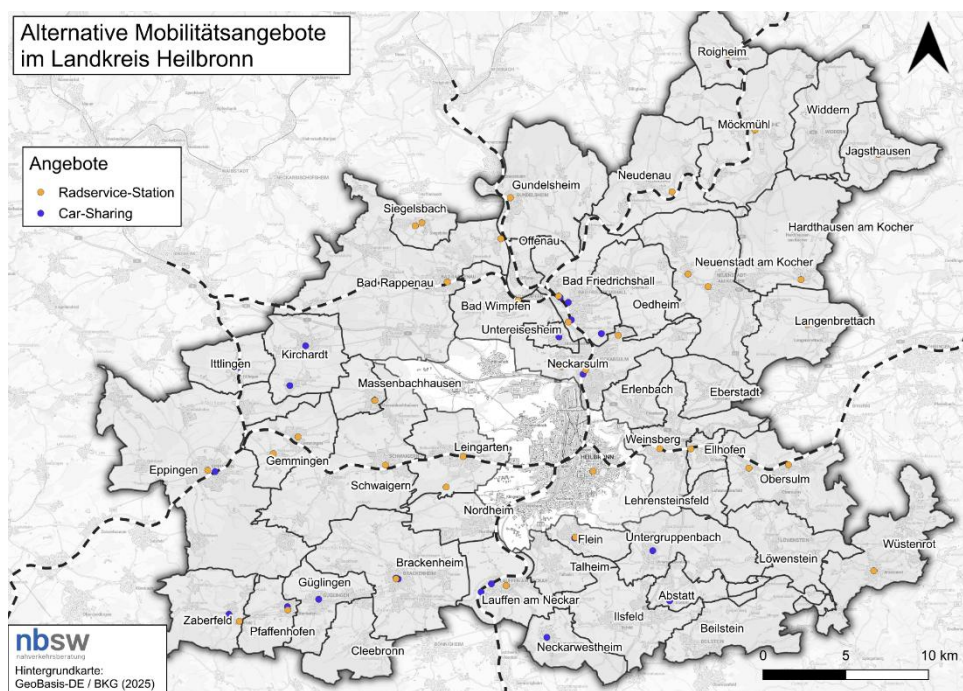 Alternative Mobilitätsangebote
im Landkreis Heilbronn
Angebote
Radservice-Station
Car-Sharing
Roigheim
Möckmühl
Widdern
Jagsthausen
Gundelsheim
Neudenau
Siegelsbach
Offenau
Hardthausen am Kocher
Bad Rappenau
Bad Friedrichshall
Neuenstadt am Kocher
Bad Wimpfen
Oedheim
Untereisesheim
Langenbrettach
Ittlingen
Kirchardt
Neckarsulm
Massenbachhausen
Erlenbach
Eberstadt
Leingarten
Weinsberg
Ellhofen
HEILBRONN
Eppingen
Gemmingen
Schwaigern
Obersulm
Lehrensteinsfeld
Nordheim
Flein
Untergruppenbach
Löwenstein
Wüstenrot
Brackenheim
Talheim
Güglingen
Abstatt
Lauffen am Neckar
Zaberfeld
Pfaffenhofen
Ilsfeld
Beilstein
Cleebronn
Neckarwestheim
nbsw
nahverkehrsberatung
Hintergrundkarte:
GeoBasis-DE / BKG (2025)
0 5 10 km